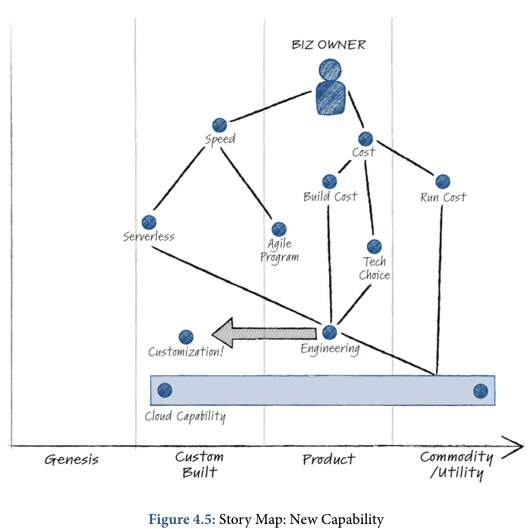 BIZ OWNER
Speed
Cost
Build Cost
Run Cost
Serverless
Agile
Program
Tech
Choice
Customization!
Engineering
Cloud Capability
Genesis
Custom
Built
Product
Commodity
/Utility
Figure 4.5: Story Map: New Capability